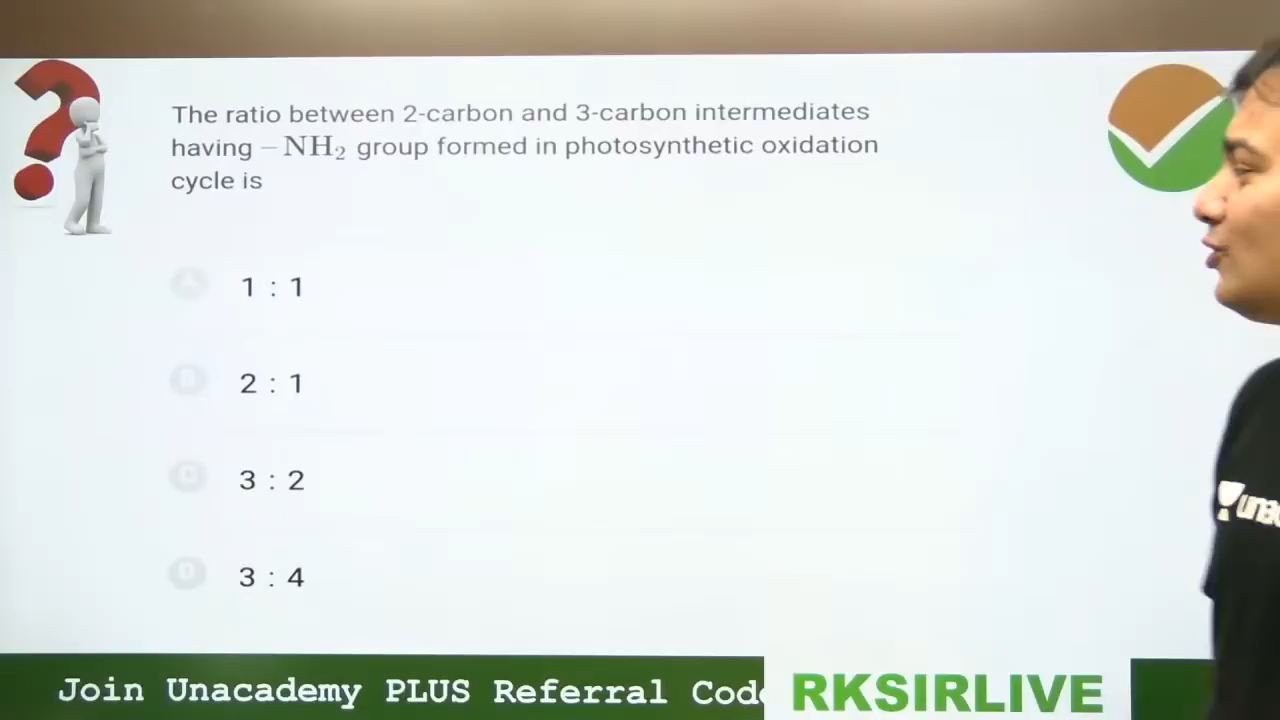 The ratio between 2-carbon and 3-carbon intermediates
having – NH₂ group formed in photosynthetic oxidation
cycle is
A 1 : 1
B 2 : 1
C 3 : 2
D 3 : 4
una
Join Unacademy PLUS Referral Code
RKSIRLIVE